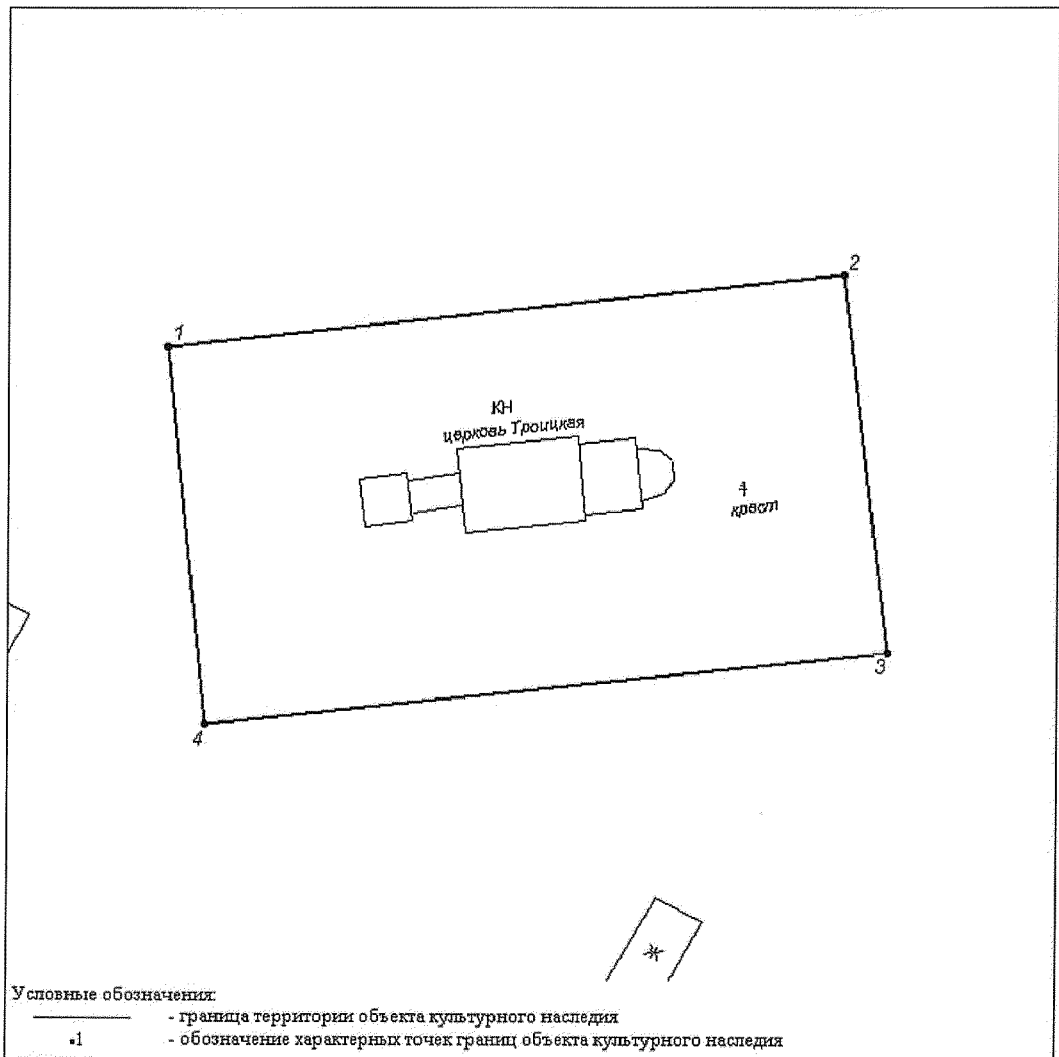 2
1
КН
церковь Троицкая
4
крест
3
4
ж
Условные обозначения:
- граница территории объекта культурного наследия
.1 - обозначение характерных точек границ объекта культурного наследия